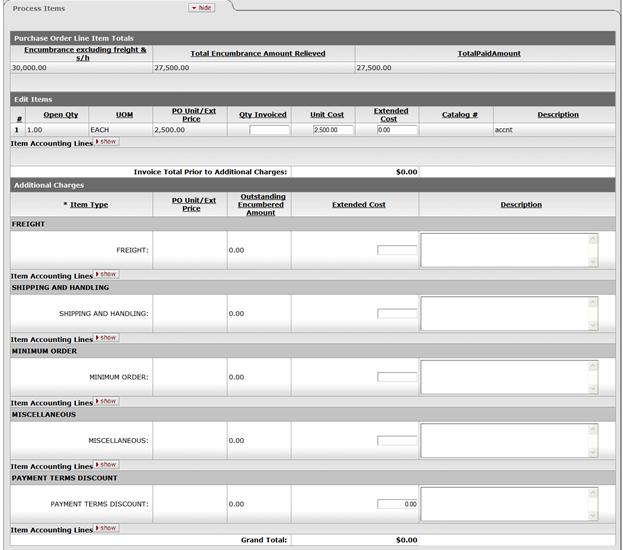 Process Items
hide
Purchase Order Line Item Totals
Encumbrance excluding freight & s/h Total Encumbrance Amount Relieved TotalPaidAmount
30,000.00 27,500.00 27,500.00
Edit Items
# Open Qty UOM PO Unit/Ext Price Qty Invoiced Unit Cost Extended Cost Catalog # Description
1 1.00 EACH 2,500.00 2,500.00 0.00 accnt
Item Accounting Lines show
Invoice Total Prior to Additional Charges: $0.00
Additional Charges
* Item Type PO Unit/Ext Price Outstanding Encumbered Amount Extended Cost Description
FREIGHT
FREIGHT: 0.00
Item Accounting Lines show
SHIPPING AND HANDLING
SHIPPING AND HANDLING: 0.00
Item Accounting Lines show
MINIMUM ORDER
MINIMUM ORDER: 0.00
Item Accounting Lines show
MISCELLANEOUS
MISCELLANEOUS: 0.00
Item Accounting Lines show
PAYMENT TERMS DISCOUNT
PAYMENT TERMS DISCOUNT: 0.00 0.00
Item Accounting Lines show
Grand Total: $0.00